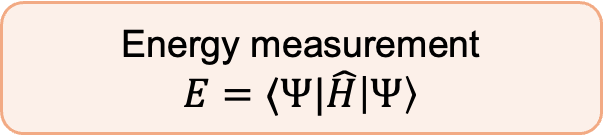 Energy measurement
𝐸 = ⟨Ψ|𝐻̂|Ψ⟩